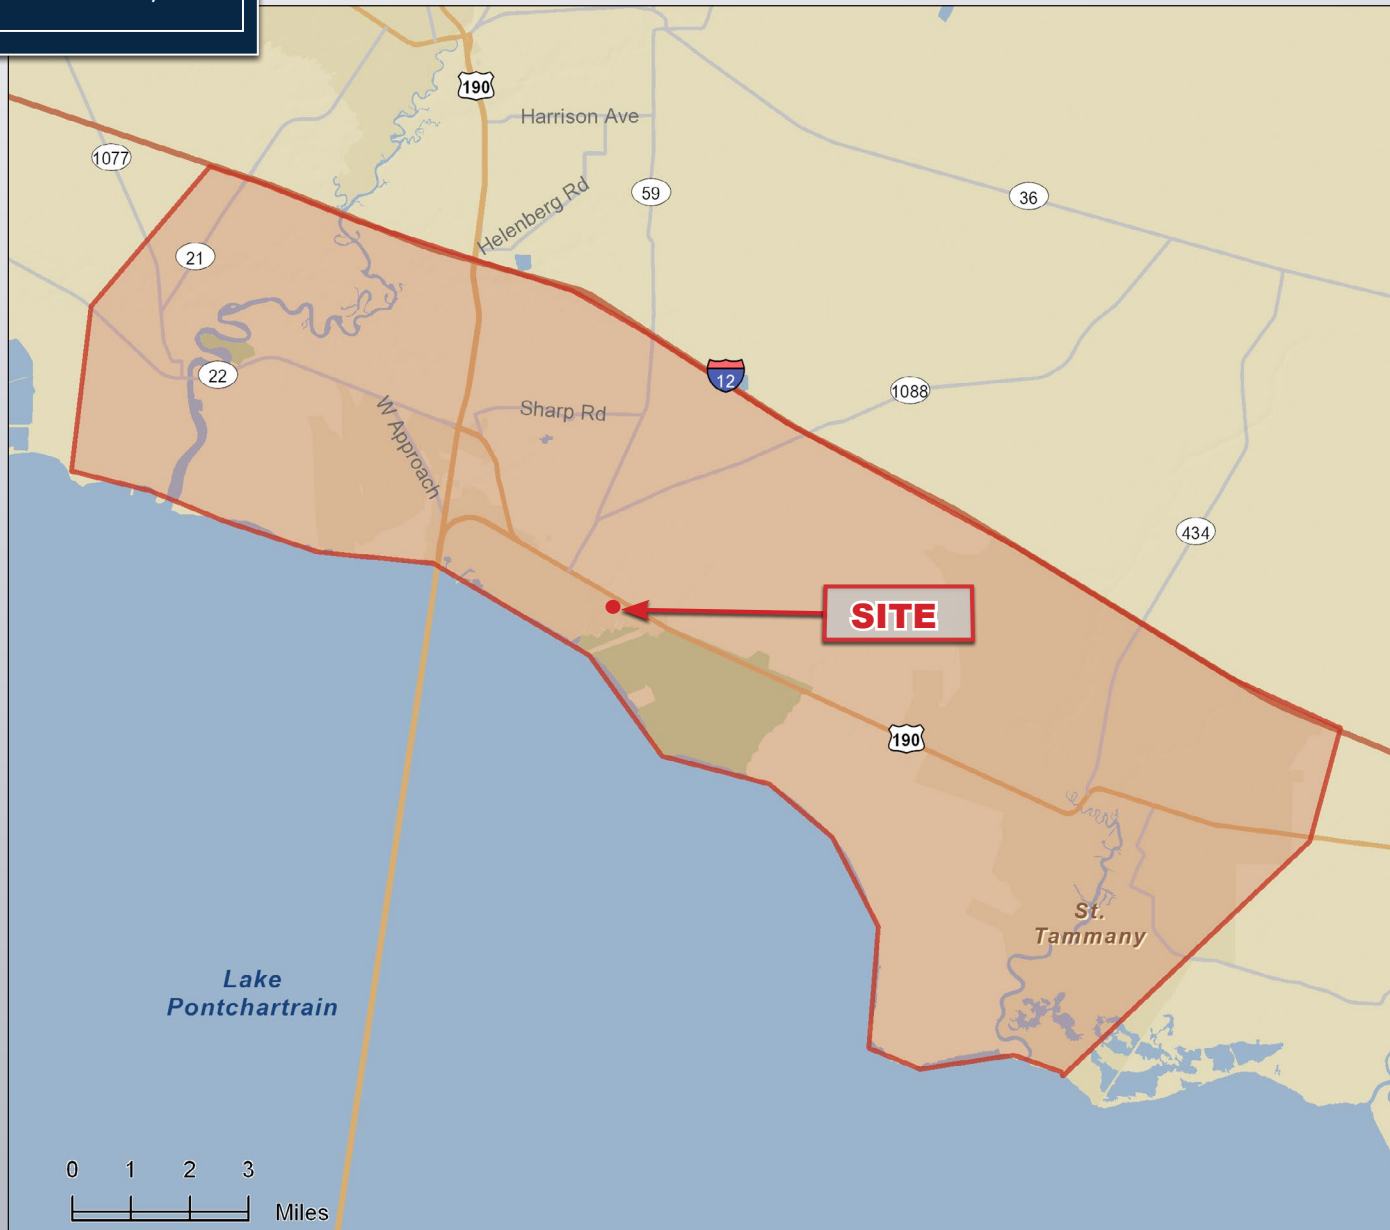 190
Harrison Ave
1077
59
Helenberg Rd
36
21
12
22
1088
Sharp Rd
W Approach
434
SITE
190
St.
Tammany
Lake
Pontchartrain
0 1 2 3
Miles